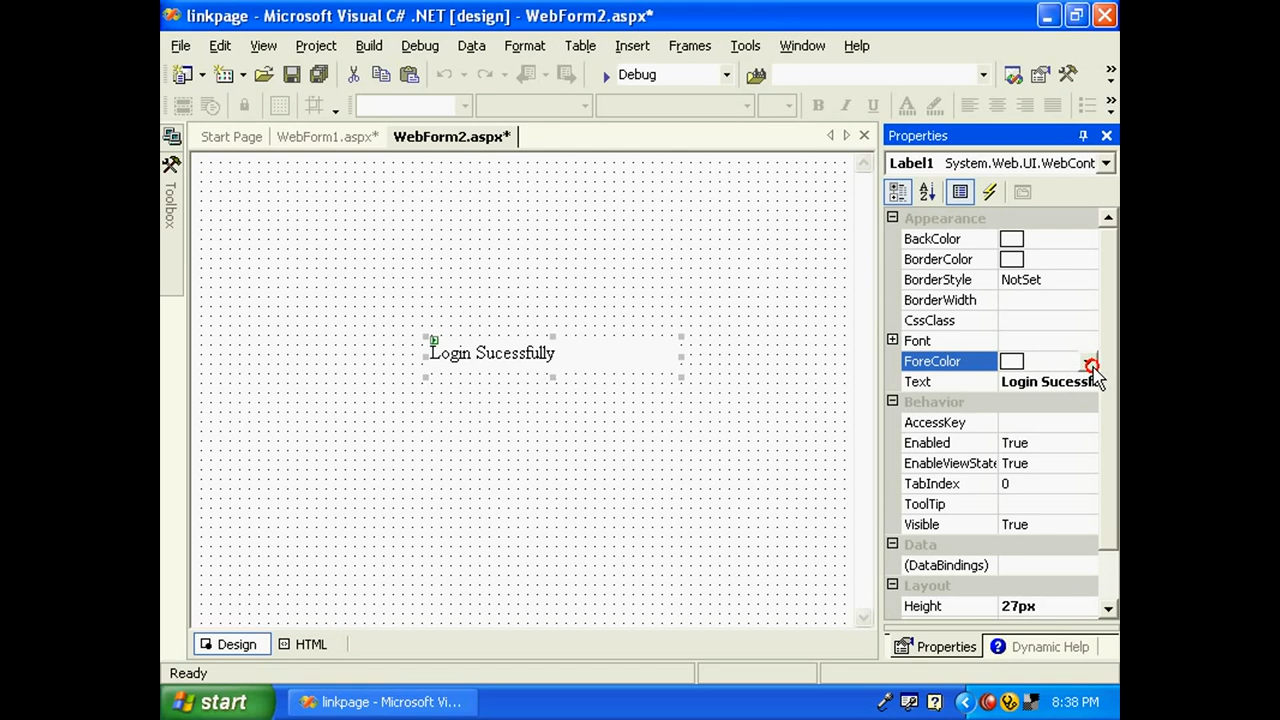 linkpage - Microsoft Visual C# .NET [design] - WebForm2.aspx*
File Edit View Project Build Debug Data Format Table Insert Frames Tools Window Help
Debug
Start Page WebForm1.aspx* WebForm2.aspx*
Toolbox
Login Sucessfully
Design HTML
Properties
Label1 System.Web.UI.WebCont
Appearance
BackColor
BorderColor
BorderStyle NotSet
BorderWidth
CssClass
Font
ForeColor
Text Login Sucessf
Behavior
AccessKey
Enabled True
EnableViewState True
TabIndex 0
ToolTip
Visible True
Data
(DataBindings)
Layout
Height 27px
Properties Dynamic Help
Ready
start linkpage - Microsoft Vi... 8:38 PM